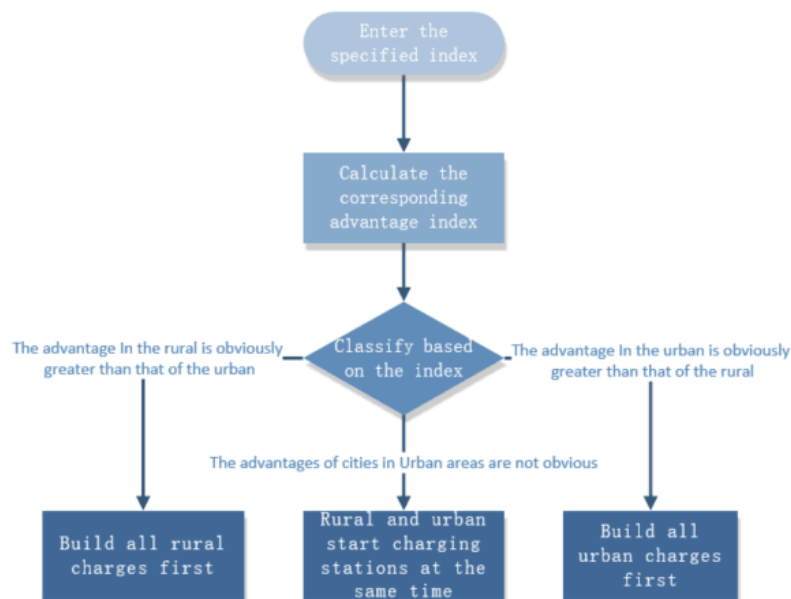 Enter the
specified index
Calculate the
corresponding
advantage index
Classify based
on the index
The advantage In the rural is obviously
greater than that of the urban
The advantage In the urban is obviously
greater than that of the rural
The advantages of cities in Urban areas are not obvious
Build all rural
charges first
Rural and urban
start charging
stations at the
same time
Build all
urban charges
first